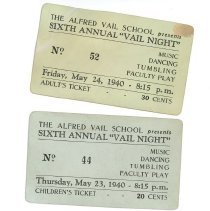 THE ALFRED VAIL SCHOOL presents
SIXTH ANNUAL "VAIL NIGHT"
MUSIC
No 52
DANCING
TUMBLING
FACULTY PLAY
Friday, May 24, 1940 - 8:15 p. m.
ADULT'S TICKET 30 CENTS
THE ALFRED VAIL SCHOOL presents
SIXTH ANNUAL "VAIL NIGHT"
MUSIC
No 44
DANCING
TUMBLING
FACULTY PLAY
Thursday, May 23, 1940 - 8:15 p. m.
CHILDREN'S TICKET 20 CENTS